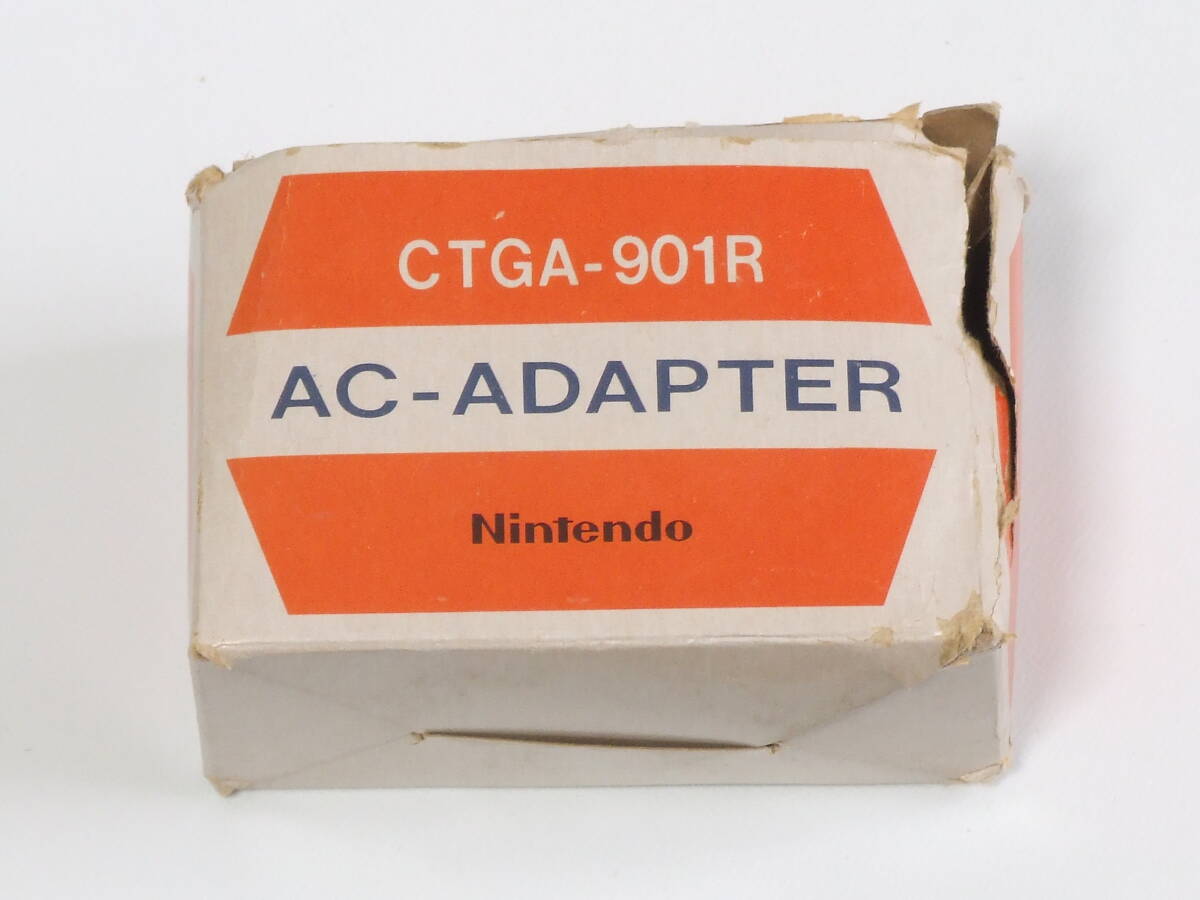 CTGA-901R
AC-ADAPTER
Nintendo